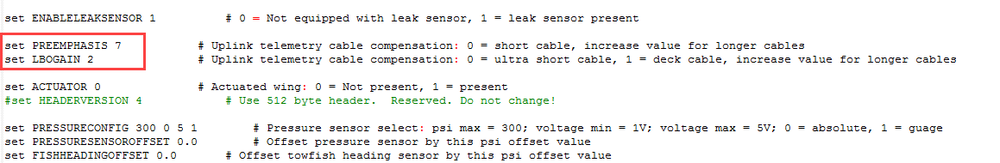 set ENABLELEAKSENSOR 1 # 0 = Not equipped with leak sensor, 1 = leak sensor present
set PREEMPHASIS 7 # Uplink telemetry cable compensation: 0 = short cable, increase value for longer cables
set LBOGAIN 2 # Uplink telemetry cable compensation: 0 = ultra short cable, 1 = deck cable, increase value for longer cables
set ACTUATOR 0 # Actuated wing: 0 = Not present, 1 = present
#set HEADERVERSION 4 # Use 512 byte header. Reserved. Do not change!
set PRESSURECONFIG 300 0 5 1 # Pressure sensor select: psi max = 300; voltage min = 1V; voltage max = 5V; 0 = absolute, 1 = guage
set PRESSURESENSOROFFSET 0.0 # Offset pressure sensor by this psi offset value
set FISHHEADINGOFFSET 0.0 # Offset towfish heading sensor by this psi offset value